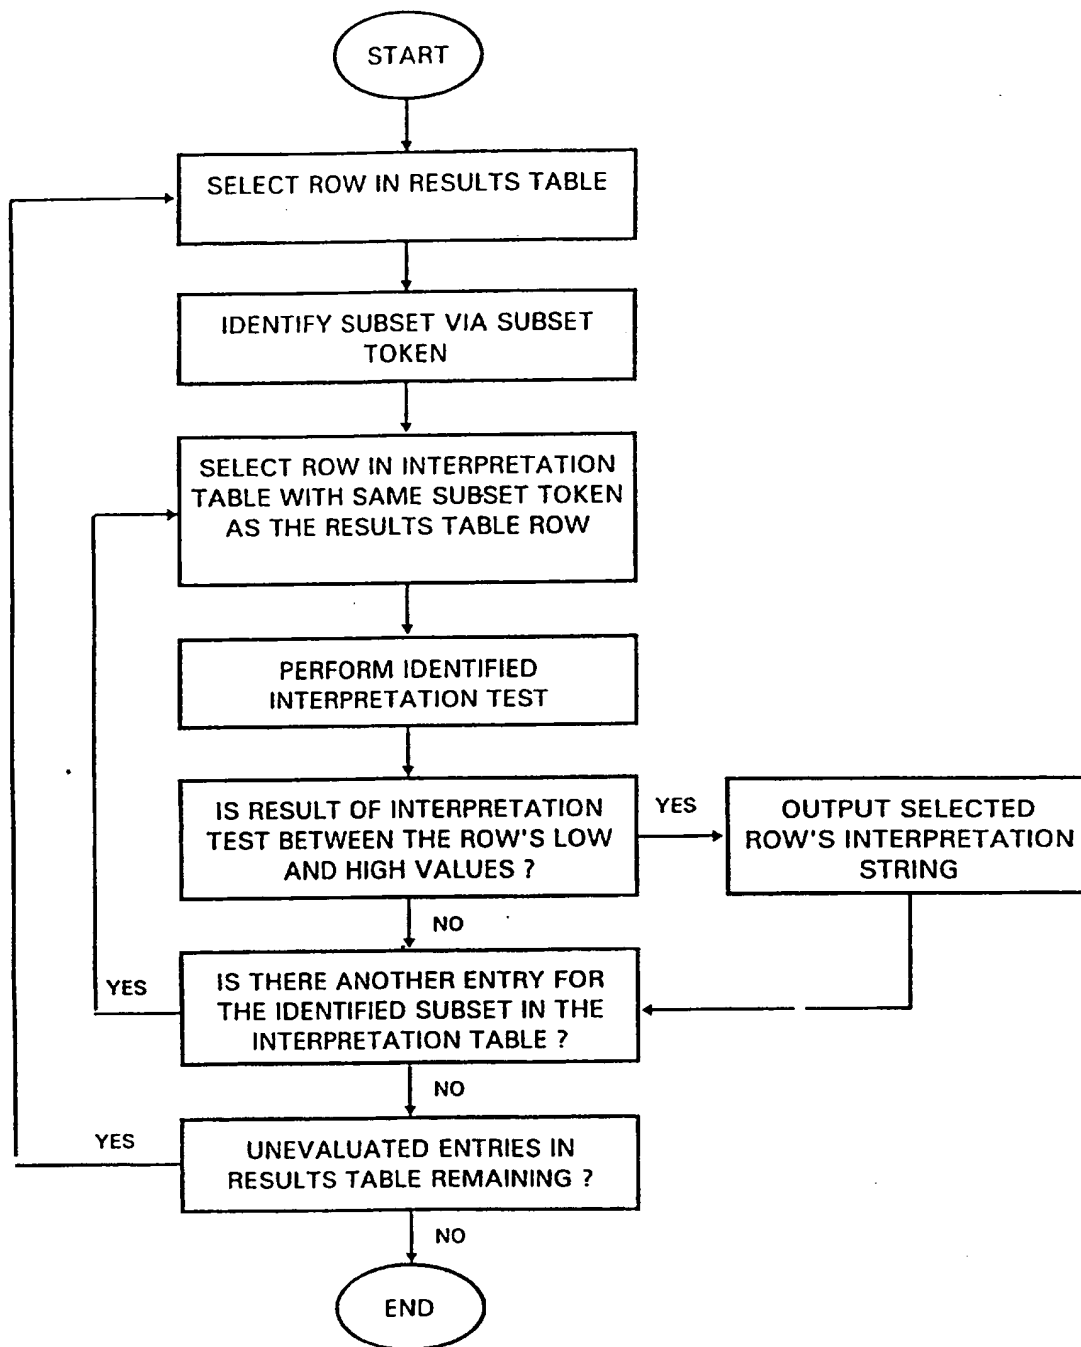 START
SELECT ROW IN RESULTS TABLE
IDENTIFY SUBSET VIA SUBSET
TOKEN
SELECT ROW IN INTERPRETATION
TABLE WITH SAME SUBSET TOKEN
AS THE RESULTS TABLE ROW
PERFORM IDENTIFIED
INTERPRETATION TEST
IS RESULT OF INTERPRETATION
TEST BETWEEN THE ROW'S LOW
AND HIGH VALUES ?
YES
OUTPUT SELECTED
ROW'S INTERPRETATION
STRING
NO
IS THERE ANOTHER ENTRY FOR
THE IDENTIFIED SUBSET IN THE
INTERPRETATION TABLE ?
YES
NO
UNEVALUATED ENTRIES IN
RESULTS TABLE REMAINING ?
YES
NO
END